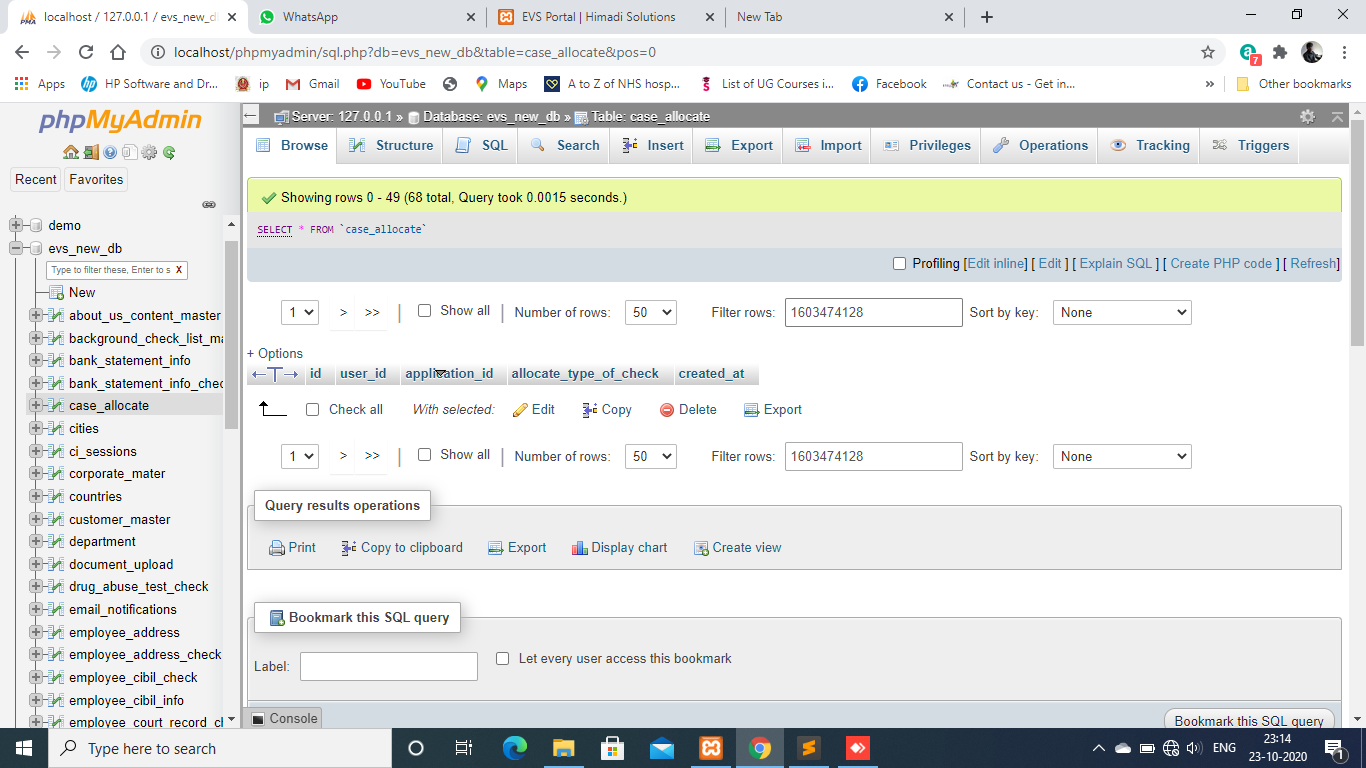 localhost / 127.0.0.1 / evs_new_d
WhatsApp
EVS Portal | Himadi Solutions
New Tab
localhost/phpmyadmin/sql.php?db=evs_new_db&table=case_allocate&pos=0
7
Apps
HP Software and Dr...
ip
Gmail
YouTube
Maps
A to Z of NHS hosp...
List of UG Courses i...
Facebook
Contact us - Get in...
»
Other bookmarks
phpMyAdmin
Recent
Favorites
demo
evs_new_db
Type to filter these, Enter to s X
New
about_us_content_master
background_check_list_ma
bank_statement_info
bank_statement_info_chec
case_allocate
cities
ci_sessions
corporate_mater
countries
customer_master
department
document_upload
drug_abuse_test_check
email_notifications
employee_address
employee_address_check
employee_cibil_check
employee_cibil_info
employee_court_record_cl
Server: 127.0.0.1 » Database: evs_new_db » Table: case_allocate
Browse
Structure
SQL
Search
Insert
Export
Import
Privileges
Operations
Tracking
Triggers
Showing rows 0 - 49 (68 total, Query took 0.0015 seconds.)
SELECT * FROM `case_allocate`
Profiling [Edit inline] [ Edit ] [ Explain SQL ] [ Create PHP code ] [ Refresh]
1 > >> | Show all | Number of rows: 50 Filter rows: 1603474128 Sort by key: None
+ Options
←T→ id user_id application_id allocate_type_of_check created_at
Check all With selected: Edit Copy Delete Export
1 > >> | Show all | Number of rows: 50 Filter rows: 1603474128 Sort by key: None
Query results operations
Print Copy to clipboard Export Display chart Create view
Bookmark this SQL query
Label:
Let every user access this bookmark
Console
Bookmark this SQL query
Type here to search
ENG
23:14
23-10-2020
1